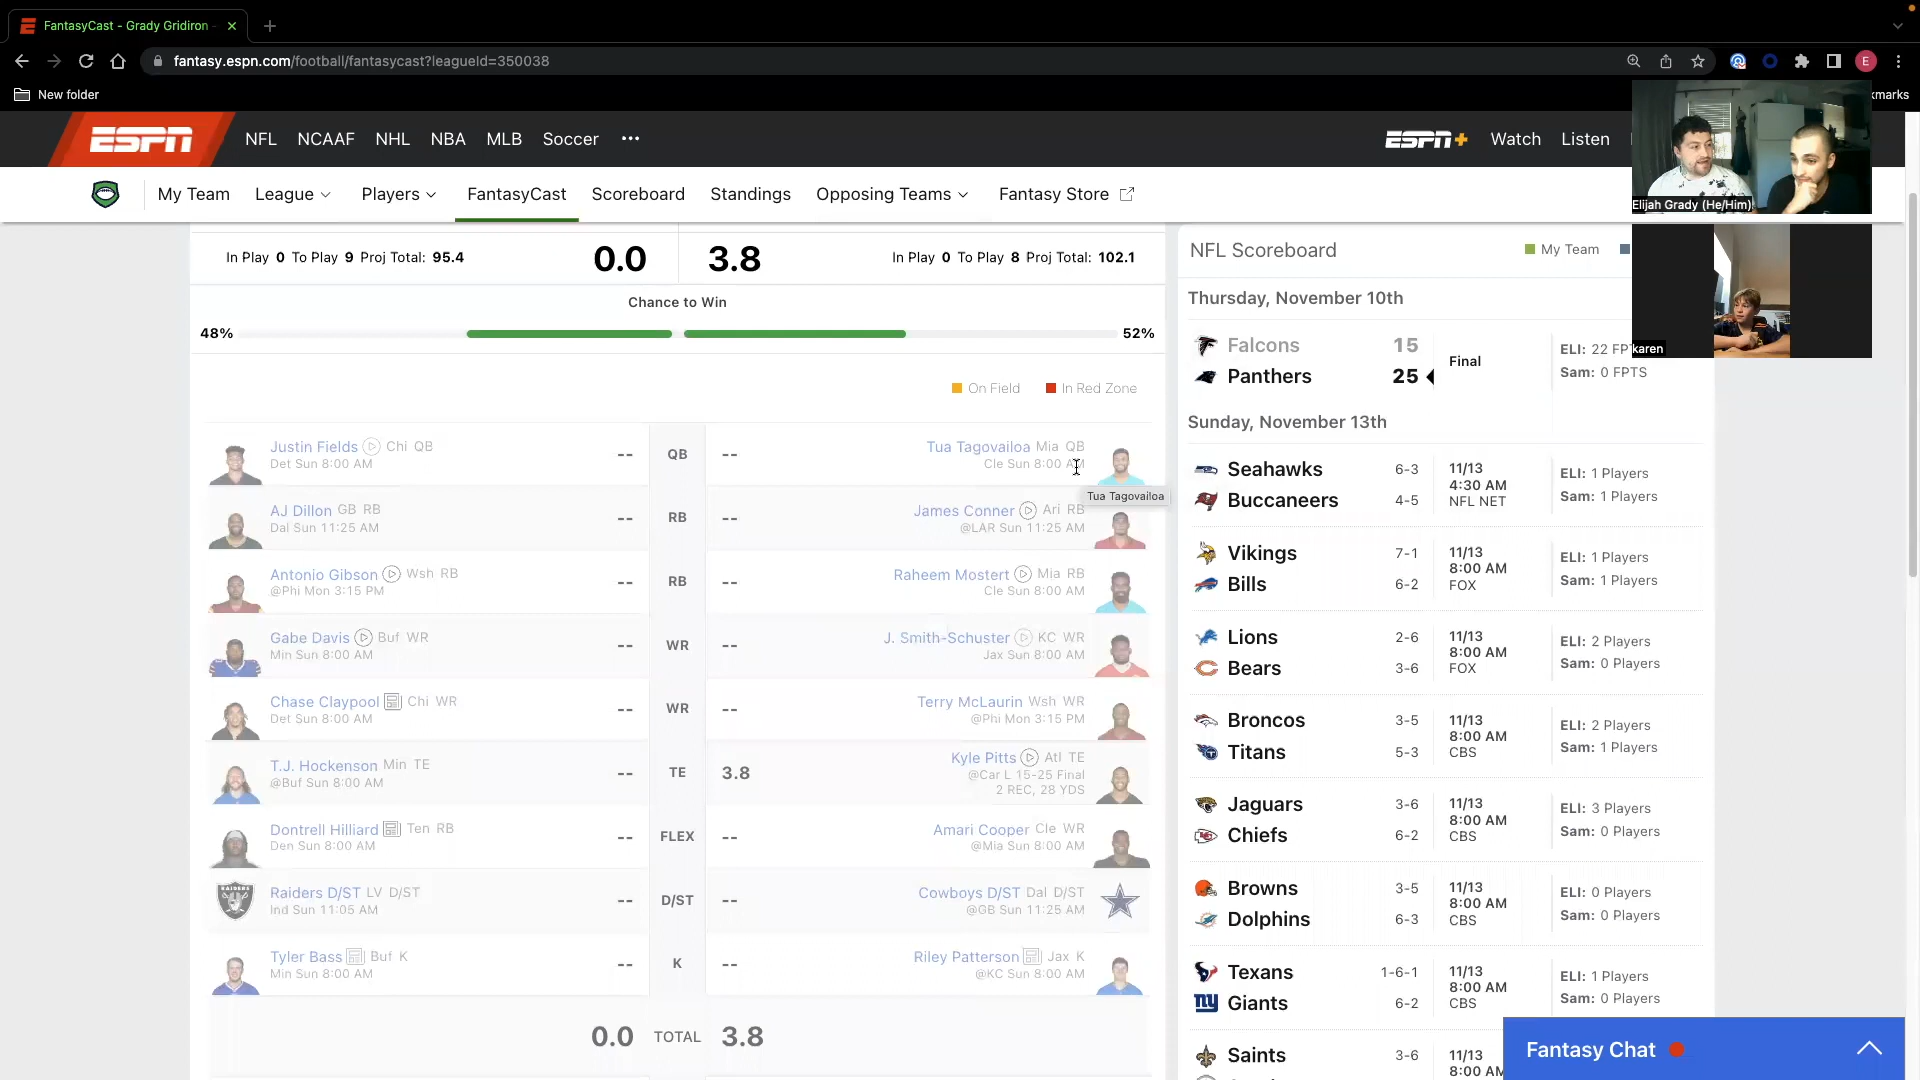 FantasyCast - Grady Gridiron -
fantasy.espn.com/football/fantasycast?leagueId=350038
E
New folder
kmarks
ESPN
NFL NCAAF NHL NBA MLB Soccer
ESPN+ Watch Listen
My Team League Players FantasyCast Scoreboard Standings Opposing Teams Fantasy Store
Elijah Grady (He/Him)
karen
In Play 0 To Play 9 Proj Total: 95.4 0.0 3.8 In Play 0 To Play 8 Proj Total: 102.1
Chance to Win
48% 52%
On Field In Red Zone
Justin Fields Chi QB -- QB -- Tua Tagovailoa Mia QB
Det Sun 8:00 AM Cle Sun 8:00 AM
Tua Tagovailoa
AJ Dillon GB RB -- RB -- James Conner Ari RB
Dal Sun 11:25 AM @LAR Sun 11:25 AM
Antonio Gibson Wsh RB -- RB -- Raheem Mostert Mia RB
@Phi Mon 3:15 PM Cle Sun 8:00 AM
Gabe Davis Buf WR -- WR -- J. Smith-Schuster KC WR
Min Sun 8:00 AM Jax Sun 8:00 AM
Chase Claypool Chi WR -- WR -- Terry McLaurin Wsh WR
Det Sun 8:00 AM @Phi Mon 3:15 PM
T.J. Hockenson Min TE -- TE 3.8 Kyle Pitts Atl TE
@Buf Sun 8:00 AM @Car L 15-25 Final
2 REC, 28 YDS
Dontrell Hilliard Ten RB -- FLEX -- Amari Cooper Cle WR
Den Sun 8:00 AM @Mia Sun 8:00 AM
Raiders D/ST LV D/ST -- D/ST -- Cowboys D/ST Dal D/ST
Ind Sun 11:05 AM @GB Sun 11:25 AM
Tyler Bass Buf K -- K -- Riley Patterson Jax K
Min Sun 8:00 AM @KC Sun 8:00 AM
0.0 TOTAL 3.8
NFL Scoreboard My Team
Thursday, November 10th
Falcons 15 Final ELI: 22 FP
Panthers 25 Sam: 0 FPTS
Sunday, November 13th
Seahawks 6-3 11/13 ELI: 1 Players
4:30 AM
Buccaneers 4-5 NFL NET Sam: 1 Players
Vikings 7-1 11/13 ELI: 1 Players
8:00 AM
Bills 6-2 FOX Sam: 1 Players
Lions 2-6 11/13 ELI: 2 Players
8:00 AM
Bears 3-6 FOX Sam: 0 Players
Broncos 3-5 11/13 ELI: 2 Players
8:00 AM
Titans 5-3 CBS Sam: 1 Players
Jaguars 3-6 11/13 ELI: 3 Players
8:00 AM
Chiefs 6-2 CBS Sam: 0 Players
Browns 3-5 11/13 ELI: 0 Players
8:00 AM
Dolphins 6-3 CBS Sam: 0 Players
Texans 1-6-1 11/13 ELI: 1 Players
8:00 AM
Giants 6-2 CBS Sam: 0 Players
Saints 3-6 11/13
8:00 AM
Fantasy Chat